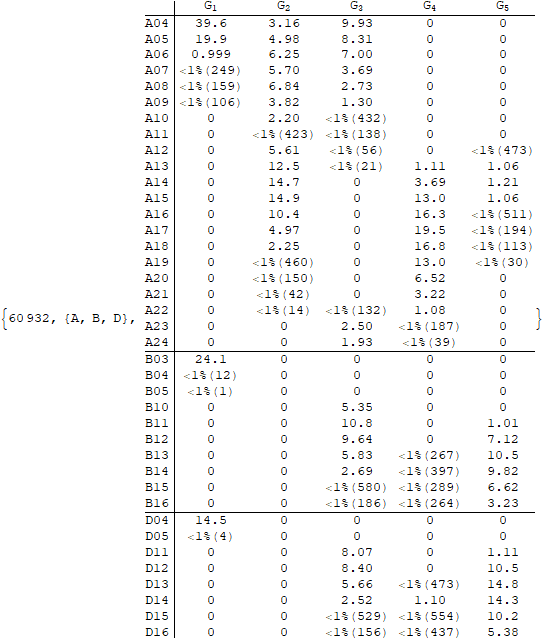 G1 G2 G3 G4 G5
A04 39.6 3.16 9.93 0 0
A05 19.9 4.98 8.31 0 0
A06 0.999 6.25 7.00 0 0
A07 <1%(249) 5.70 3.69 0 0
A08 <1%(159) 6.84 2.73 0 0
A09 <1%(106) 3.82 1.30 0 0
A10 0 2.20 <1%(432) 0 0
A11 0 <1%(423) <1%(138) 0 0
A12 0 5.61 <1%(56) 0 <1%(473)
A13 0 12.5 <1%(21) 1.11 1.06
A14 0 14.7 0 3.69 1.21
A15 0 14.9 0 13.0 1.06
A16 0 10.4 0 16.3 <1%(511)
A17 0 4.97 0 19.5 <1%(194)
A18 0 2.25 0 16.8 <1%(113)
A19 0 <1%(460) 0 13.0 <1%(30)
A20 0 <1%(150) 0 6.52 0
A21 0 <1%(42) 0 3.22 0
{60932, {A, B, D}, A22 0 <1%(14) <1%(132) 1.08 0 }
A23 0 0 2.50 <1%(187) 0
A24 0 0 1.93 <1%(39) 0
B03 24.1 0 0 0 0
B04 <1%(12) 0 0 0 0
B05 <1%(1) 0 0 0 0
B10 0 0 5.35 0 0
B11 0 0 10.8 0 1.01
B12 0 0 9.64 0 7.12
B13 0 0 5.83 <1%(267) 10.5
B14 0 0 2.69 <1%(397) 9.82
B15 0 0 <1%(580) <1%(289) 6.62
B16 0 0 <1%(186) <1%(264) 3.23
D04 14.5 0 0 0 0
D05 <1%(4) 0 0 0 0
D11 0 0 8.07 0 1.11
D12 0 0 8.40 0 10.5
D13 0 0 5.66 <1%(473) 14.8
D14 0 0 2.52 1.10 14.3
D15 0 0 <1%(529) <1%(554) 10.2
D16 0 0 <1%(156) <1%(437) 5.38